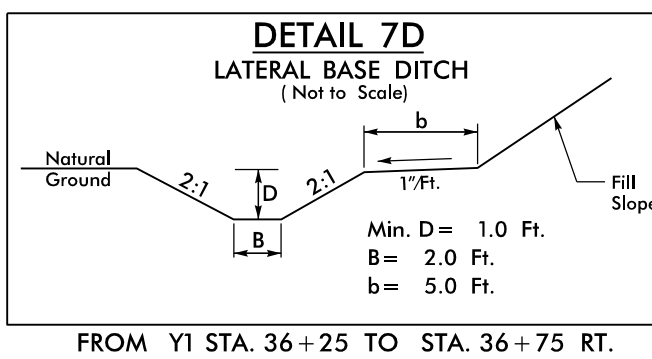 DETAIL 7D
LATERAL BASE DITCH
( Not to Scale)
b
Natural
Ground
2:1
D
2:1
1"/Ft.
Fill
Slope
B
Min. D= 1.0 Ft.
B= 2.0 Ft.
b= 5.0 Ft.
FROM Y1 STA. 36+25 TO STA. 36+75 RT.